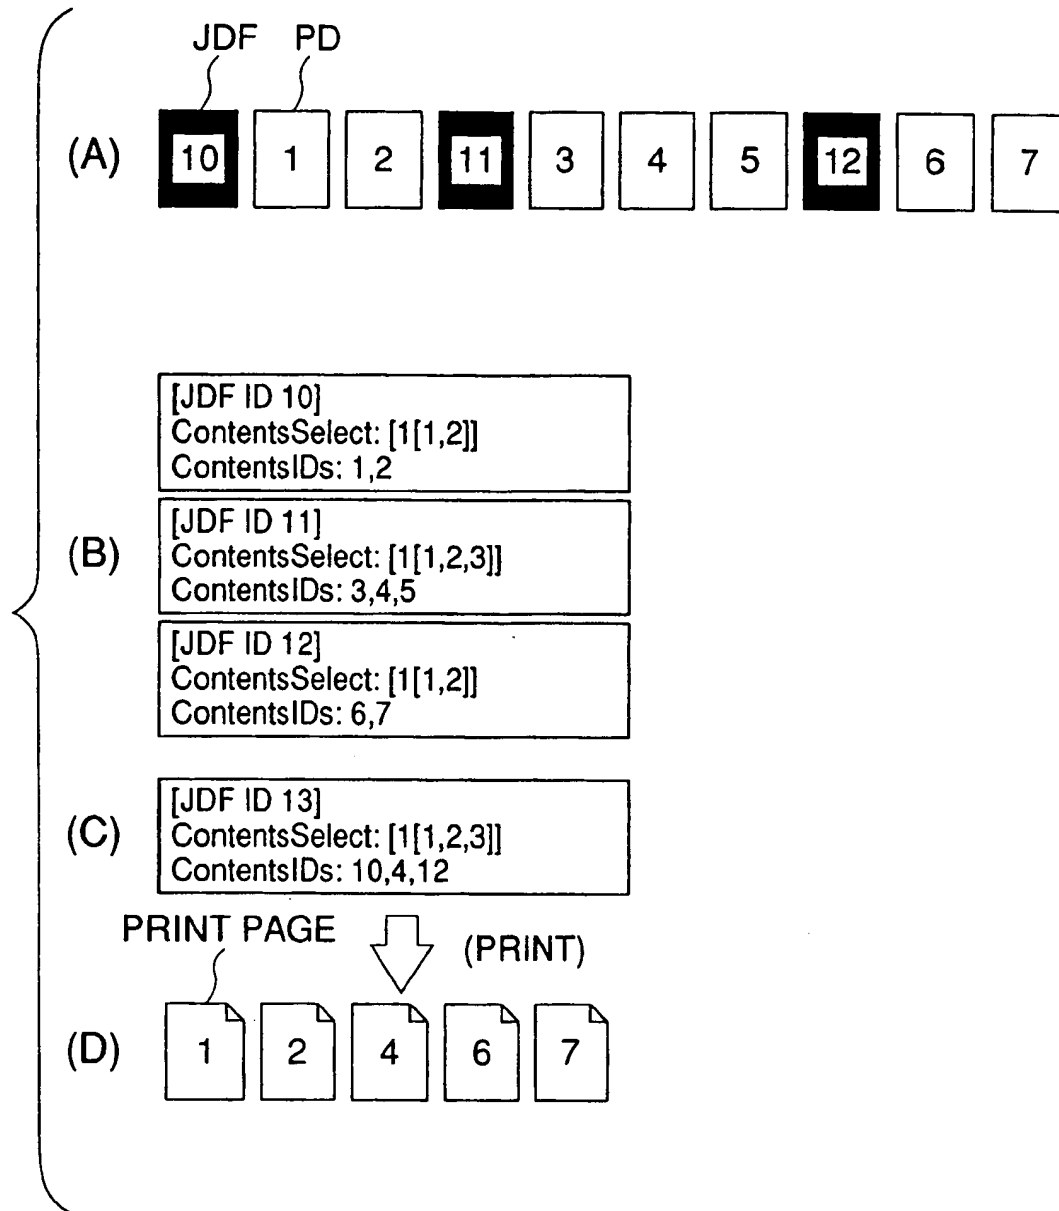 JDF PD
(A) 10 1 2 11 3 4 5 12 6 7
[JDF ID 10]
ContentsSelect: [1[1,2]]
ContentsIDs: 1,2
(B)
[JDF ID 11]
ContentsSelect: [1[1,2,3]]
ContentsIDs: 3,4,5
[JDF ID 12]
ContentsSelect: [1[1,2]]
ContentsIDs: 6,7
(C)
[JDF ID 13]
ContentsSelect: [1[1,2,3]]
ContentsIDs: 10,4,12
PRINT PAGE (PRINT)
(D) 1 2 4 6 7